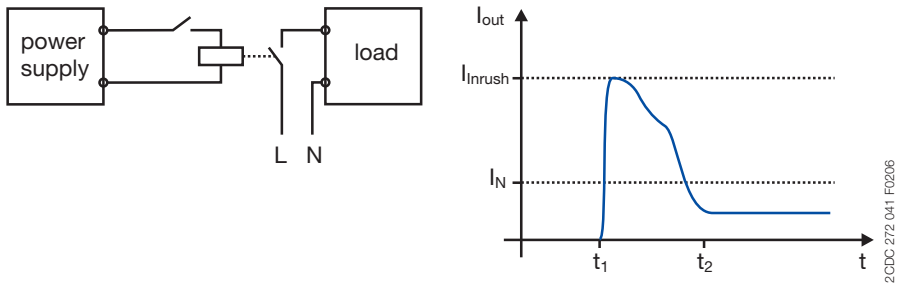 power
supply
load
L N
Iout
IInrush
IN
t1
t2
t
2CDC 272 041 F0206